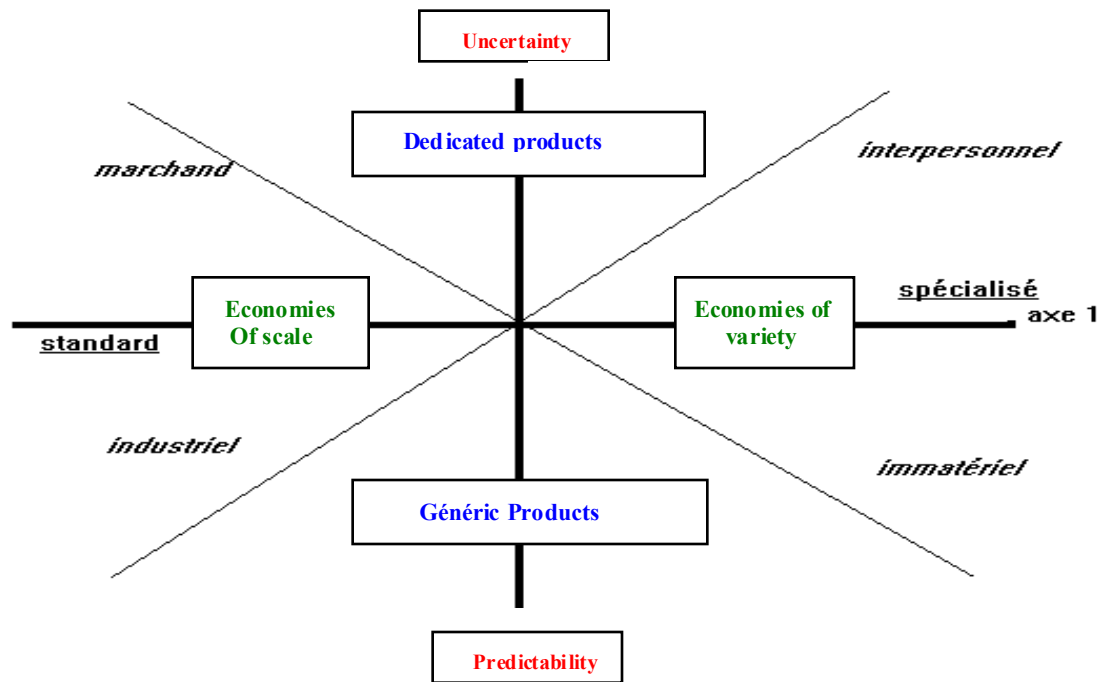 Uncertainty
Dedicated products
marchand
interpersonnel
Economies
Of scale
Economies of
variety
spécialisé
axe 1
standard
industriel
immatériel
Généric Products
Predictability